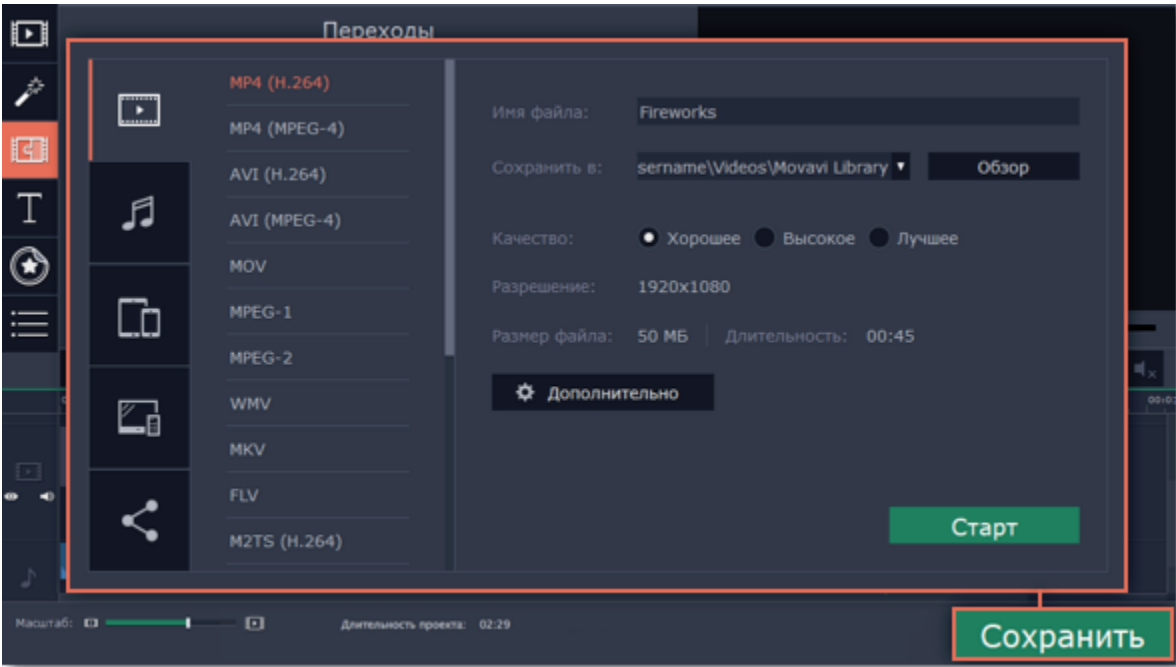 Переходы
MP4 (H.264)
MP4 (MPEG-4)
AVI (H.264)
AVI (MPEG-4)
MOV
MPEG-1
MPEG-2
WMV
MKV
FLV
M2TS (H.264)
Имя файла: Fireworks
Сохранить в: sername\Videos\Movavi Library Обзор
Качество: Хорошее Высокое Лучшее
Разрешение: 1920x1080
Размер файла: 50 МБ Длительность: 00:45
Дополнительно
Старт
Масштаб: Длительность проекта: 02:29
Сохранить